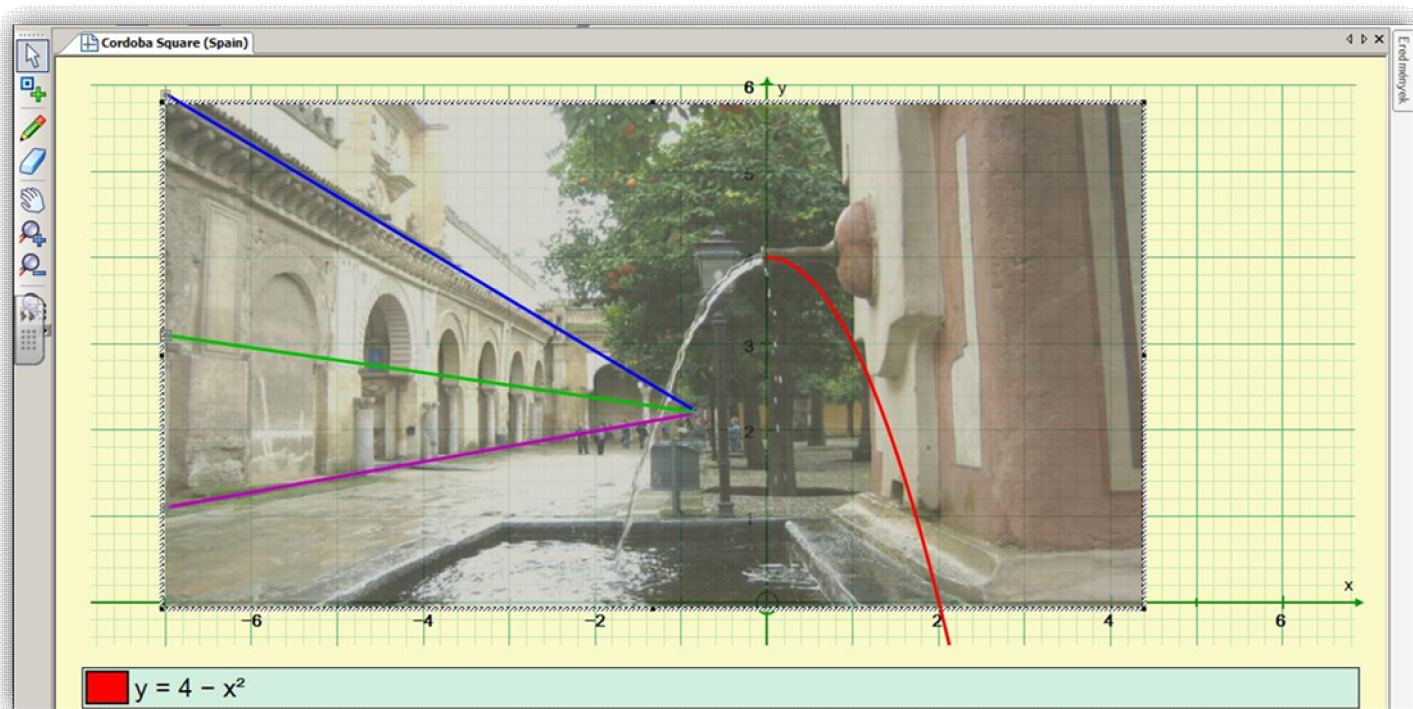 Cordoba Square (Spain)
Eredmények
6 y
5
3
2
1
x
−6 −4 −2 2 4 6
y = 4 − x²